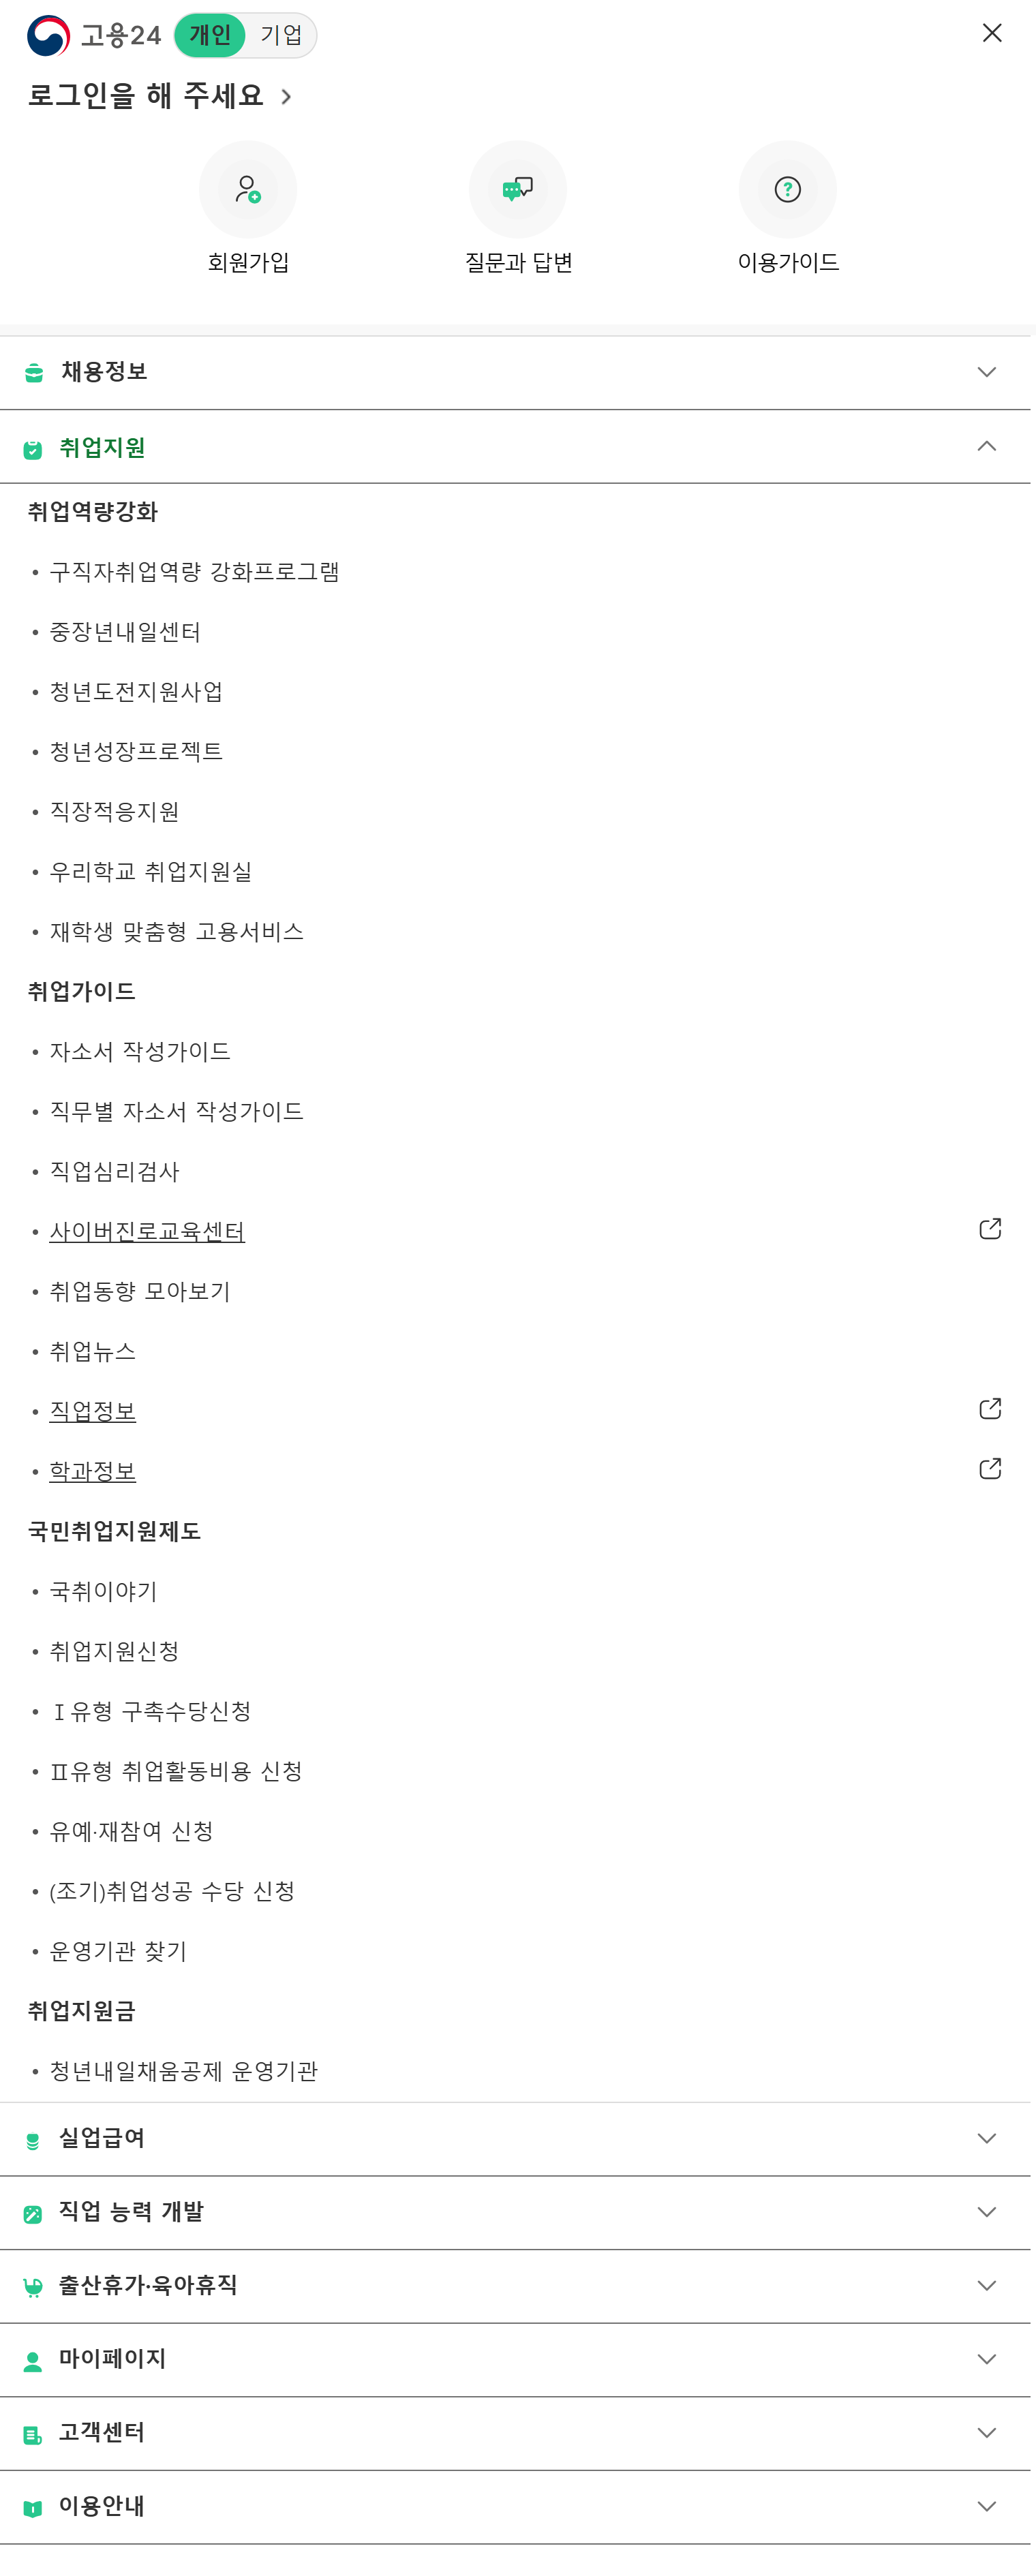 고용24 개인 기업
로그인을 해 주세요
회원가입 질문과 답변 이용가이드
채용정보
취업지원
취업역량강화
• 구직자취업역량 강화프로그램
• 중장년내일센터
• 청년도전지원사업
• 청년성장프로젝트
• 직장적응지원
• 우리학교 취업지원실
• 재학생 맞춤형 고용서비스
취업가이드
• 자소서 작성가이드
• 직무별 자소서 작성가이드
• 직업심리검사
• 사이버진로교육센터
• 취업동향 모아보기
• 취업뉴스
• 직업정보
• 학과정보
국민취업지원제도
• 국취이야기
• 취업지원신청
• Ⅰ유형 구촉수당신청
• Ⅱ유형 취업활동비용 신청
• 유예·재참여 신청
• (조기)취업성공 수당 신청
• 운영기관 찾기
취업지원금
• 청년내일채움공제 운영기관
실업급여
직업 능력 개발
출산휴가·육아휴직
마이페이지
고객센터
이용안내